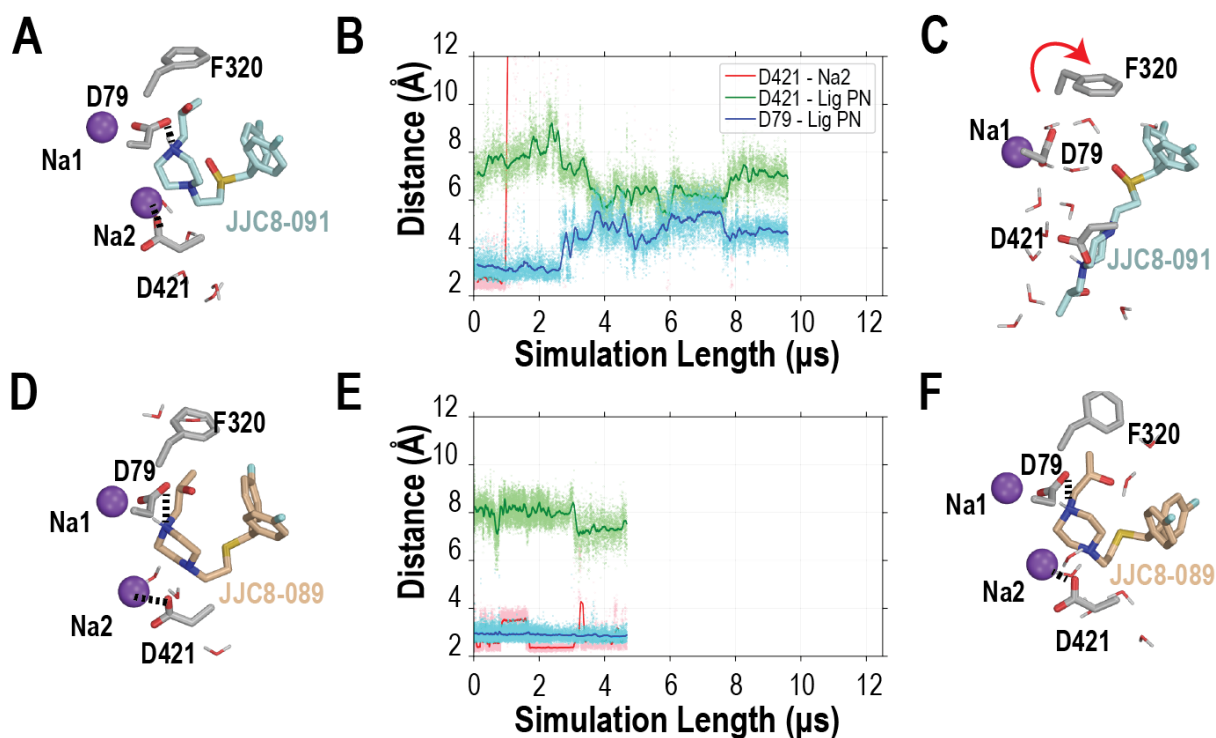 A
F320
D79
Na1
Na2
D421
JJC8-091
B
Distance (Å)
12
10
8
6
4
2
D421 - Na2
D421 - Lig PN
D79 - Lig PN
0 2 4 6 8 10 12
Simulation Length (µs)
C
F320
Na1
D79
D421
JJC8-091
D
F320
D79
Na1
JJC8-089
Na2
D421
E
Distance (Å)
12
10
8
6
4
2
0 2 4 6 8 10 12
Simulation Length (µs)
F
F320
D79
Na1
JJC8-089
Na2
D421